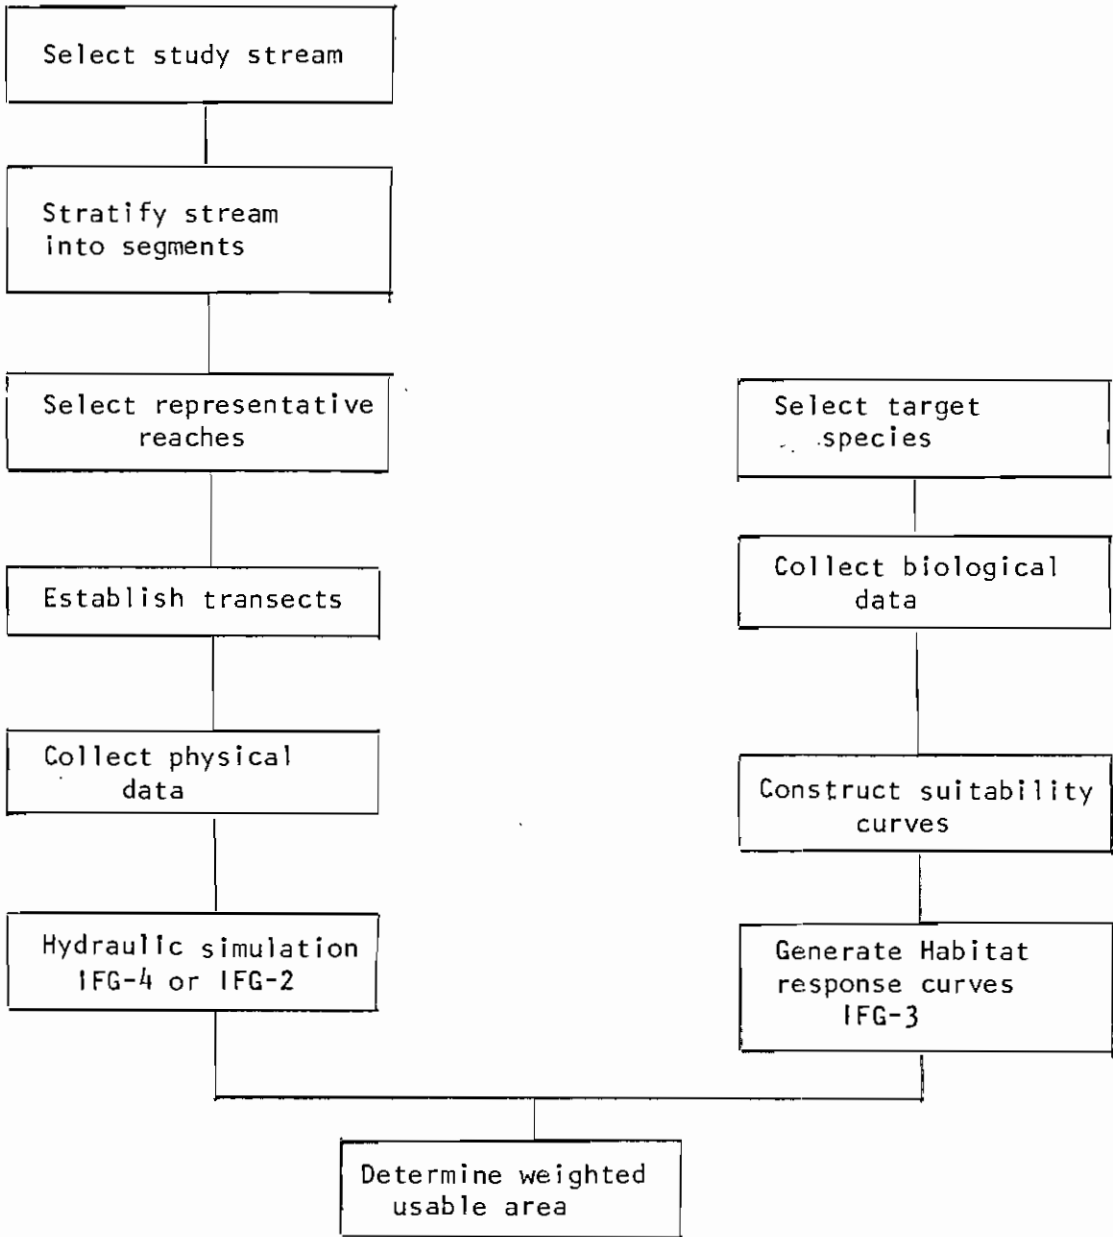 Select study stream
Stratify stream
into segments
Select representative
reaches
Establish transects
Collect physical
data
Hydraulic simulation
IFG-4 or IFG-2
Select target
species
Collect biological
data
Construct suitability
curves
Generate Habitat
response curves
IFG-3
Determine weighted
usable area